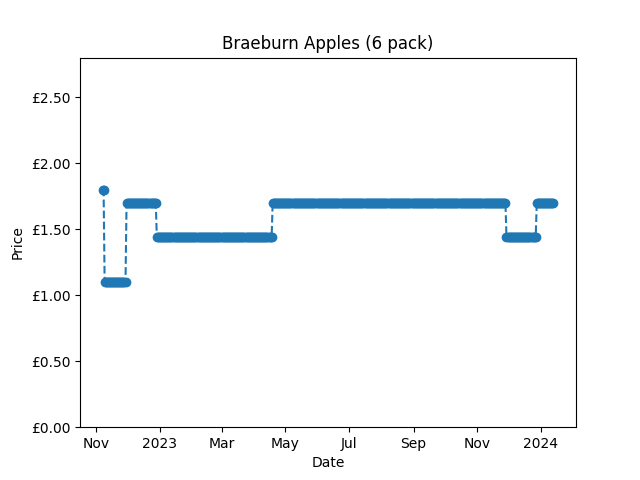 Braeburn Apples (6 pack)
£2.50
£2.00
£1.50
£1.00
£0.50
£0.00
Price
Nov 2023 Mar May Jul Sep Nov 2024
Date